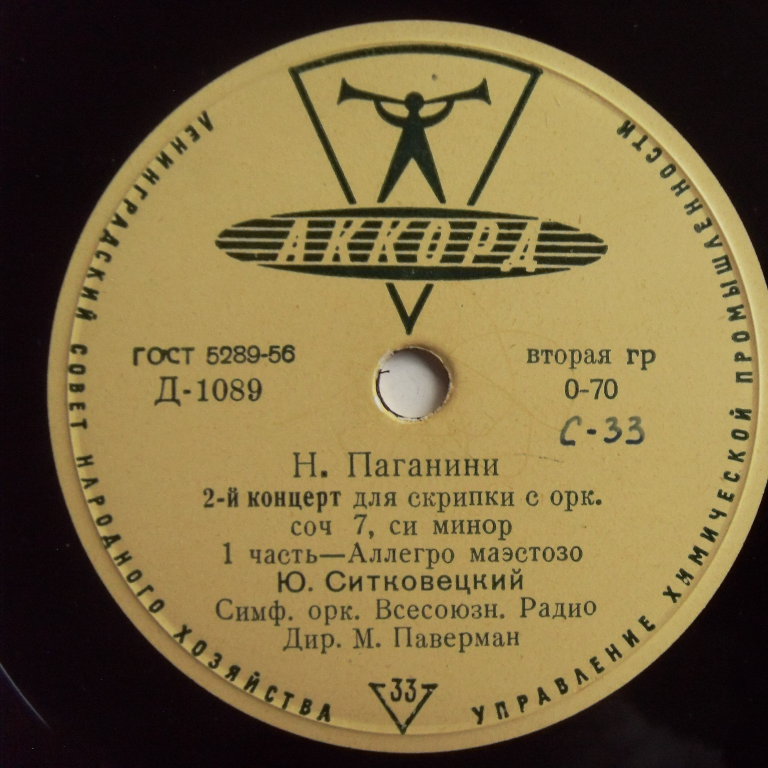 АККОРД
ЛЕНИНГРАДСКИЙ СОВЕТ НАРОДНОГО ХОЗЯЙСТВА
УПРАВЛЕНИЕ ХИМИЧЕСКОЙ ПРОМЫШЛЕННОСТИ
ГОСТ 5289-56
Д-1089
вторая гр
0-70
С-33
Н. Паганини
2-й концерт для скрипки с орк.
соч 7, си минор
1 часть—Аллегро маэстозо
Ю. Ситковецкий
Симф. орк. Всесоюзн. Радио
Дир. М. Паверман
33